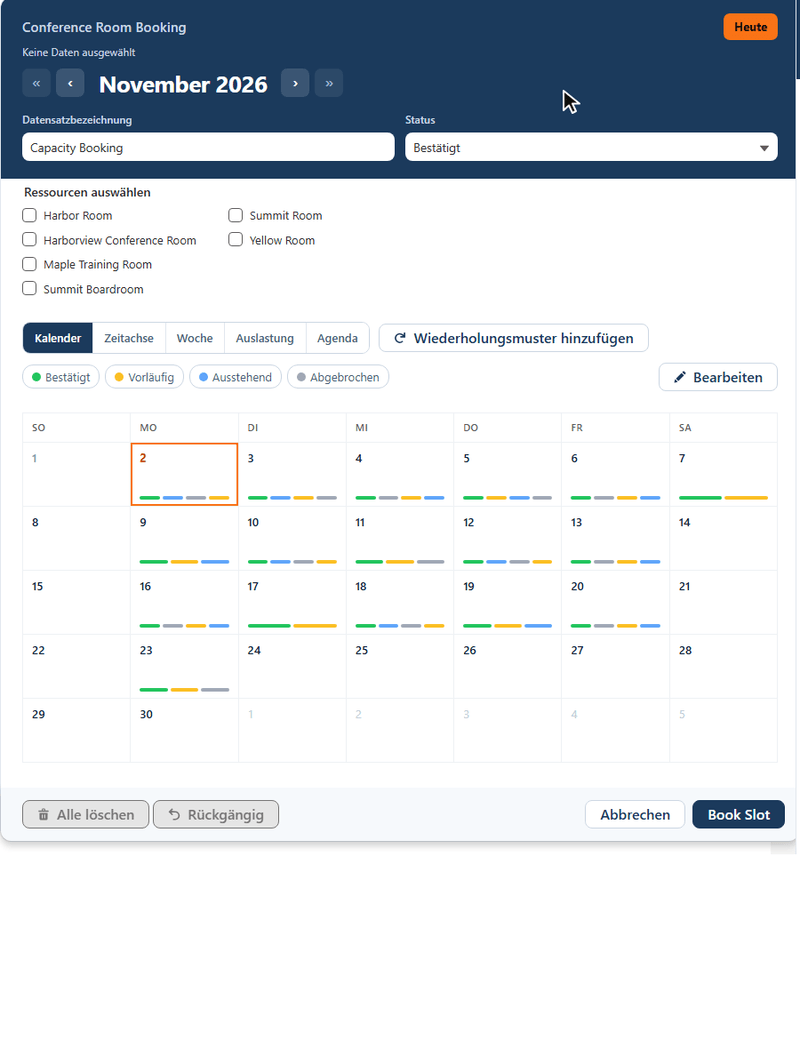 Conference Room Booking
Heute
Keine Daten ausgewählt
« ‹ November 2026 › »
Datensatzbezeichnung
Status
Capacity Booking
Bestätigt
Ressourcen auswählen
Harbor Room
Summit Room
Harborview Conference Room
Yellow Room
Maple Training Room
Summit Boardroom
Kalender Zeitachse Woche Auslastung Agenda Wiederholungsmuster hinzufügen
Bestätigt Vorläufig Ausstehend Abgebrochen Bearbeiten
SO MO DI MI DO FR SA
1 2 3 4 5 6 7
8 9 10 11 12 13 14
15 16 17 18 19 20 21
22 23 24 25 26 27 28
29 30 1 2 3 4 5
Alle löschen Rückgängig Abbrechen Book Slot